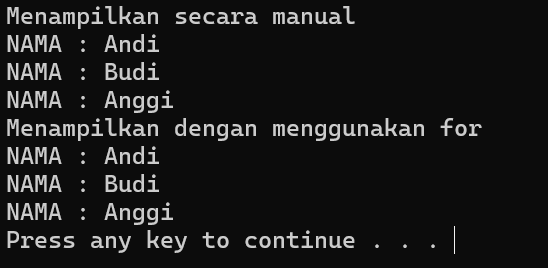 Menampilkan secara manual
NAMA : Andi
NAMA : Budi
NAMA : Anggi
Menampilkan dengan menggunakan for
NAMA : Andi
NAMA : Budi
NAMA : Anggi
Press any key to continue . . .